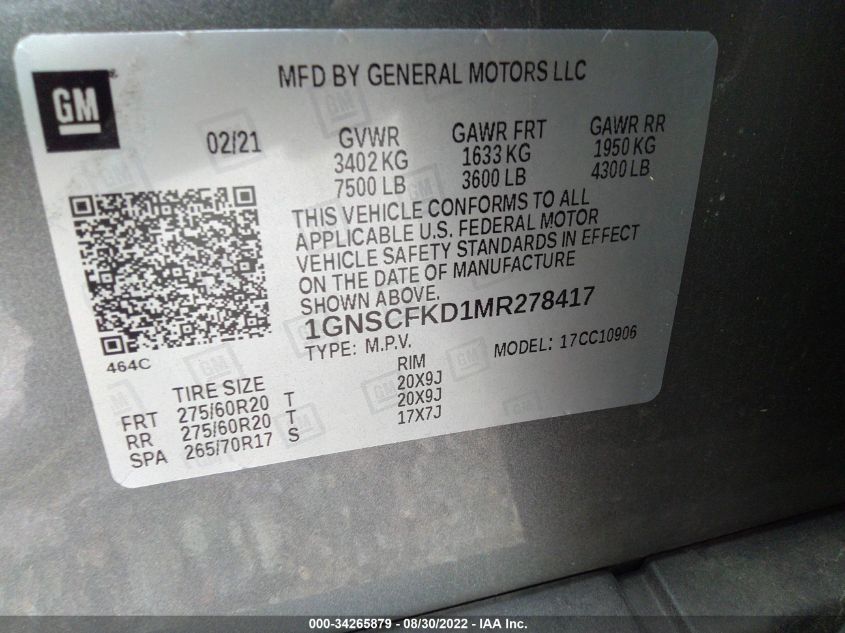 GM
MFD BY GENERAL MOTORS LLC
02/21 GVWR GAWR FRT GAWR RR
3402 KG 1633 KG 1950 KG
7500 LB 3600 LB 4300 LB
THIS VEHICLE CONFORMS TO ALL
APPLICABLE U.S. FEDERAL MOTOR
VEHICLE SAFETY STANDARDS IN EFFECT
ON THE DATE OF MANUFACTURE
SHOWN ABOVE.
1GNSCFKD1MR278417
TYPE: M.P.V. MODEL: 17CC10906
464C
TIRE SIZE RIM
FRT 275/60R20 T 20X9J
RR 275/60R20 T 20X9J
SPA 265/70R17 S 17X7J
000-34265879 - 08/30/2022 - IAA Inc.